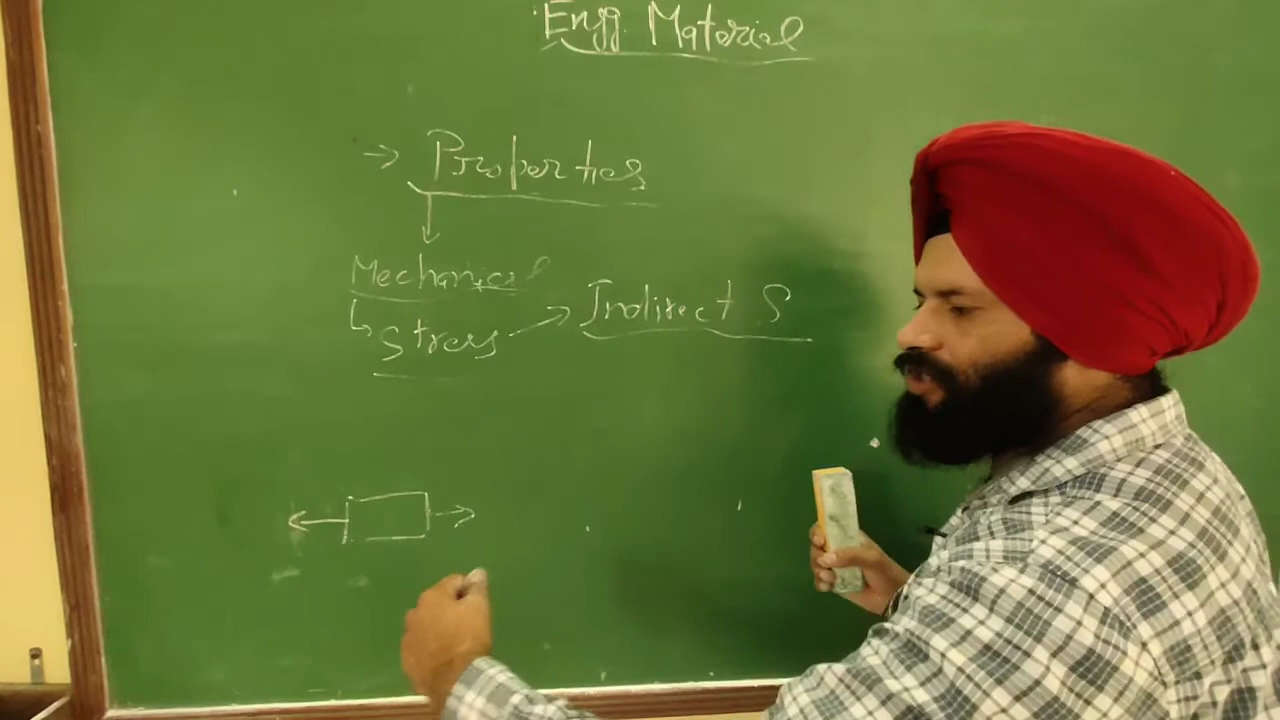 Engg Material
→ Properties
Mechanical
Stress → Indirect S